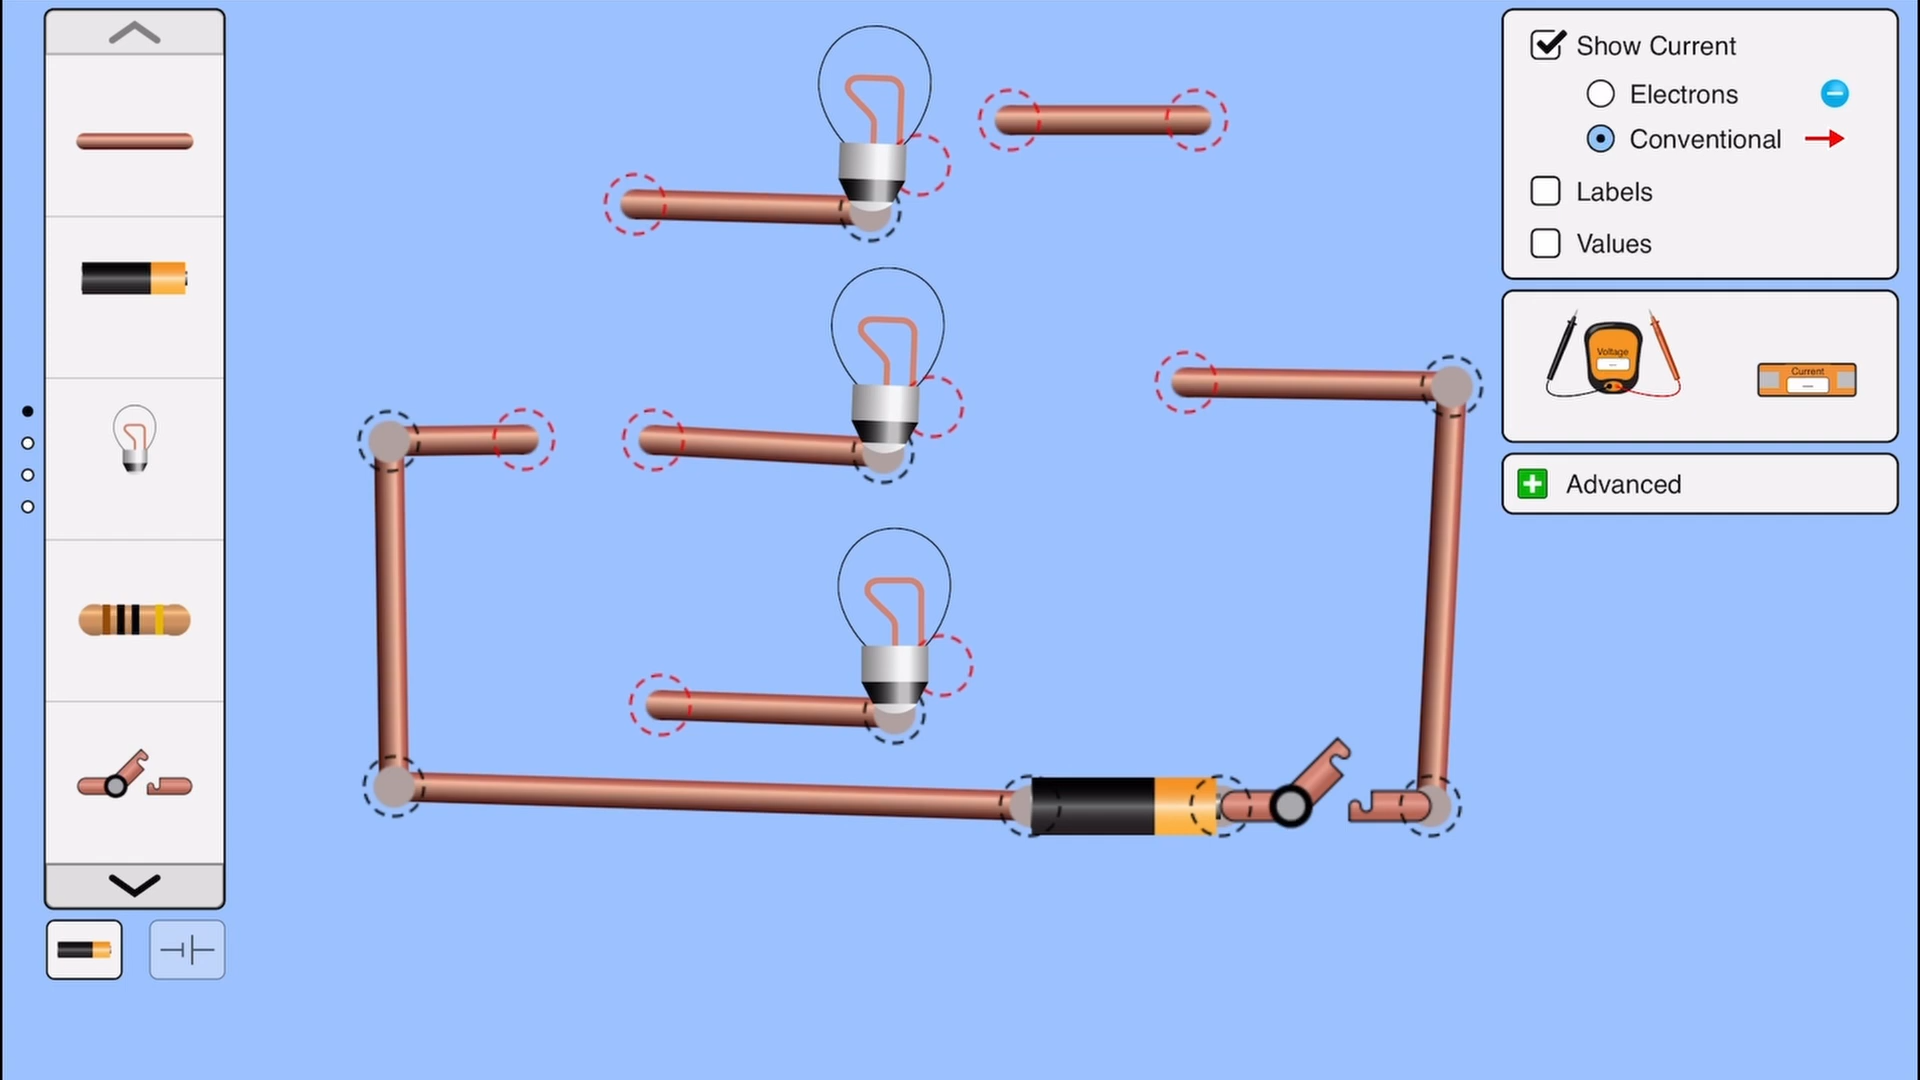 Show Current
Electrons
Conventional
Labels
Values
Voltage
Current
Advanced